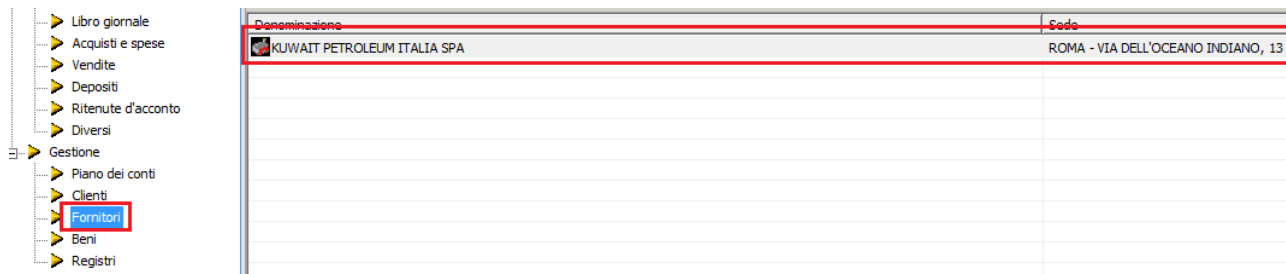 Libro giornale
Acquisti e spese
Vendite
Depositi
Ritenute d'acconto
Diversi
Gestione
Piano dei conti
Clienti
Fornitori
Beni
Registri
Denominazione Sede
KUWAIT PETROLEUM ITALIA SPA ROMA - VIA DELL'OCEANO INDIANO, 13